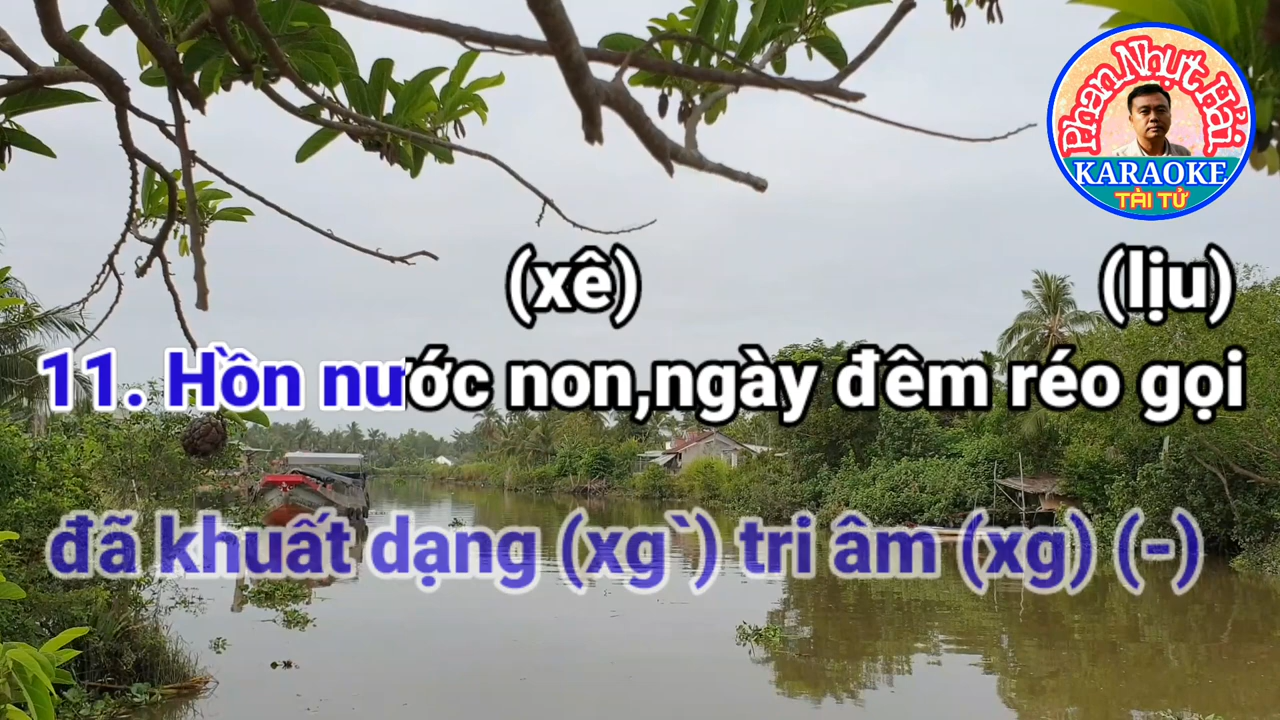 Phan Nhựt Hải
KARAOKE
TÀI TỬ
(xê) (lịu)
11. Hồn nước non,ngày đêm réo gọi
đã khuất dạng (xg`) tri âm (xg) (-)